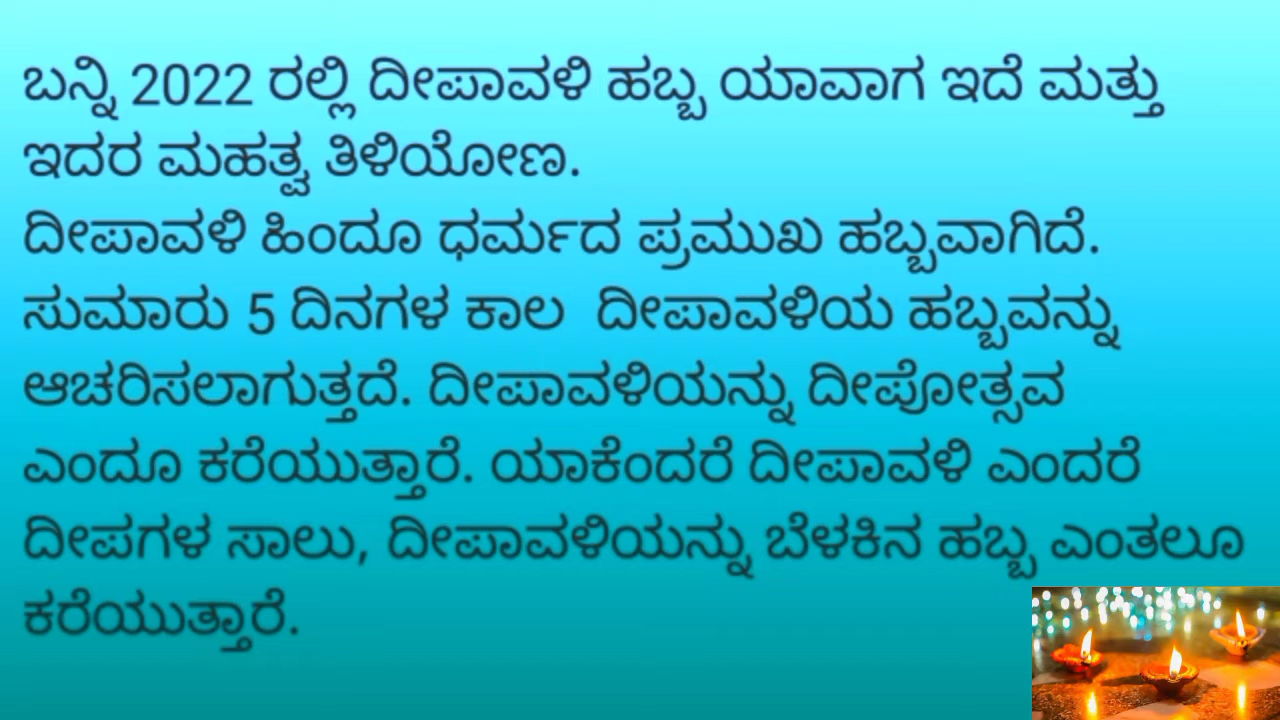 ಬನ್ನಿ 2022 ರಲ್ಲಿ ದೀಪಾವಳಿ ಹಬ್ಬ ಯಾವಾಗ ಇದೆ ಮತ್ತು
ಇದರ ಮಹತ್ವ ತಿಳಿಯೋಣ.
ದೀಪಾವಳಿ ಹಿಂದೂ ಧರ್ಮದ ಪ್ರಮುಖ ಹಬ್ಬವಾಗಿದೆ.
ಸುಮಾರು 5 ದಿನಗಳ ಕಾಲ ದೀಪಾವಳಿಯ ಹಬ್ಬವನ್ನು
ಆಚರಿಸಲಾಗುತ್ತದೆ. ದೀಪಾವಳಿಯನ್ನು ದೀಪೋತ್ಸವ
ಎಂದೂ ಕರೆಯುತ್ತಾರೆ. ಯಾಕೆಂದರೆ ದೀಪಾವಳಿ ಎಂದರೆ
ದೀಪಗಳ ಸಾಲು, ದೀಪಾವಳಿಯನ್ನು ಬೆಳಕಿನ ಹಬ್ಬ ಎಂತಲೂ
ಕರೆಯುತ್ತಾರೆ.